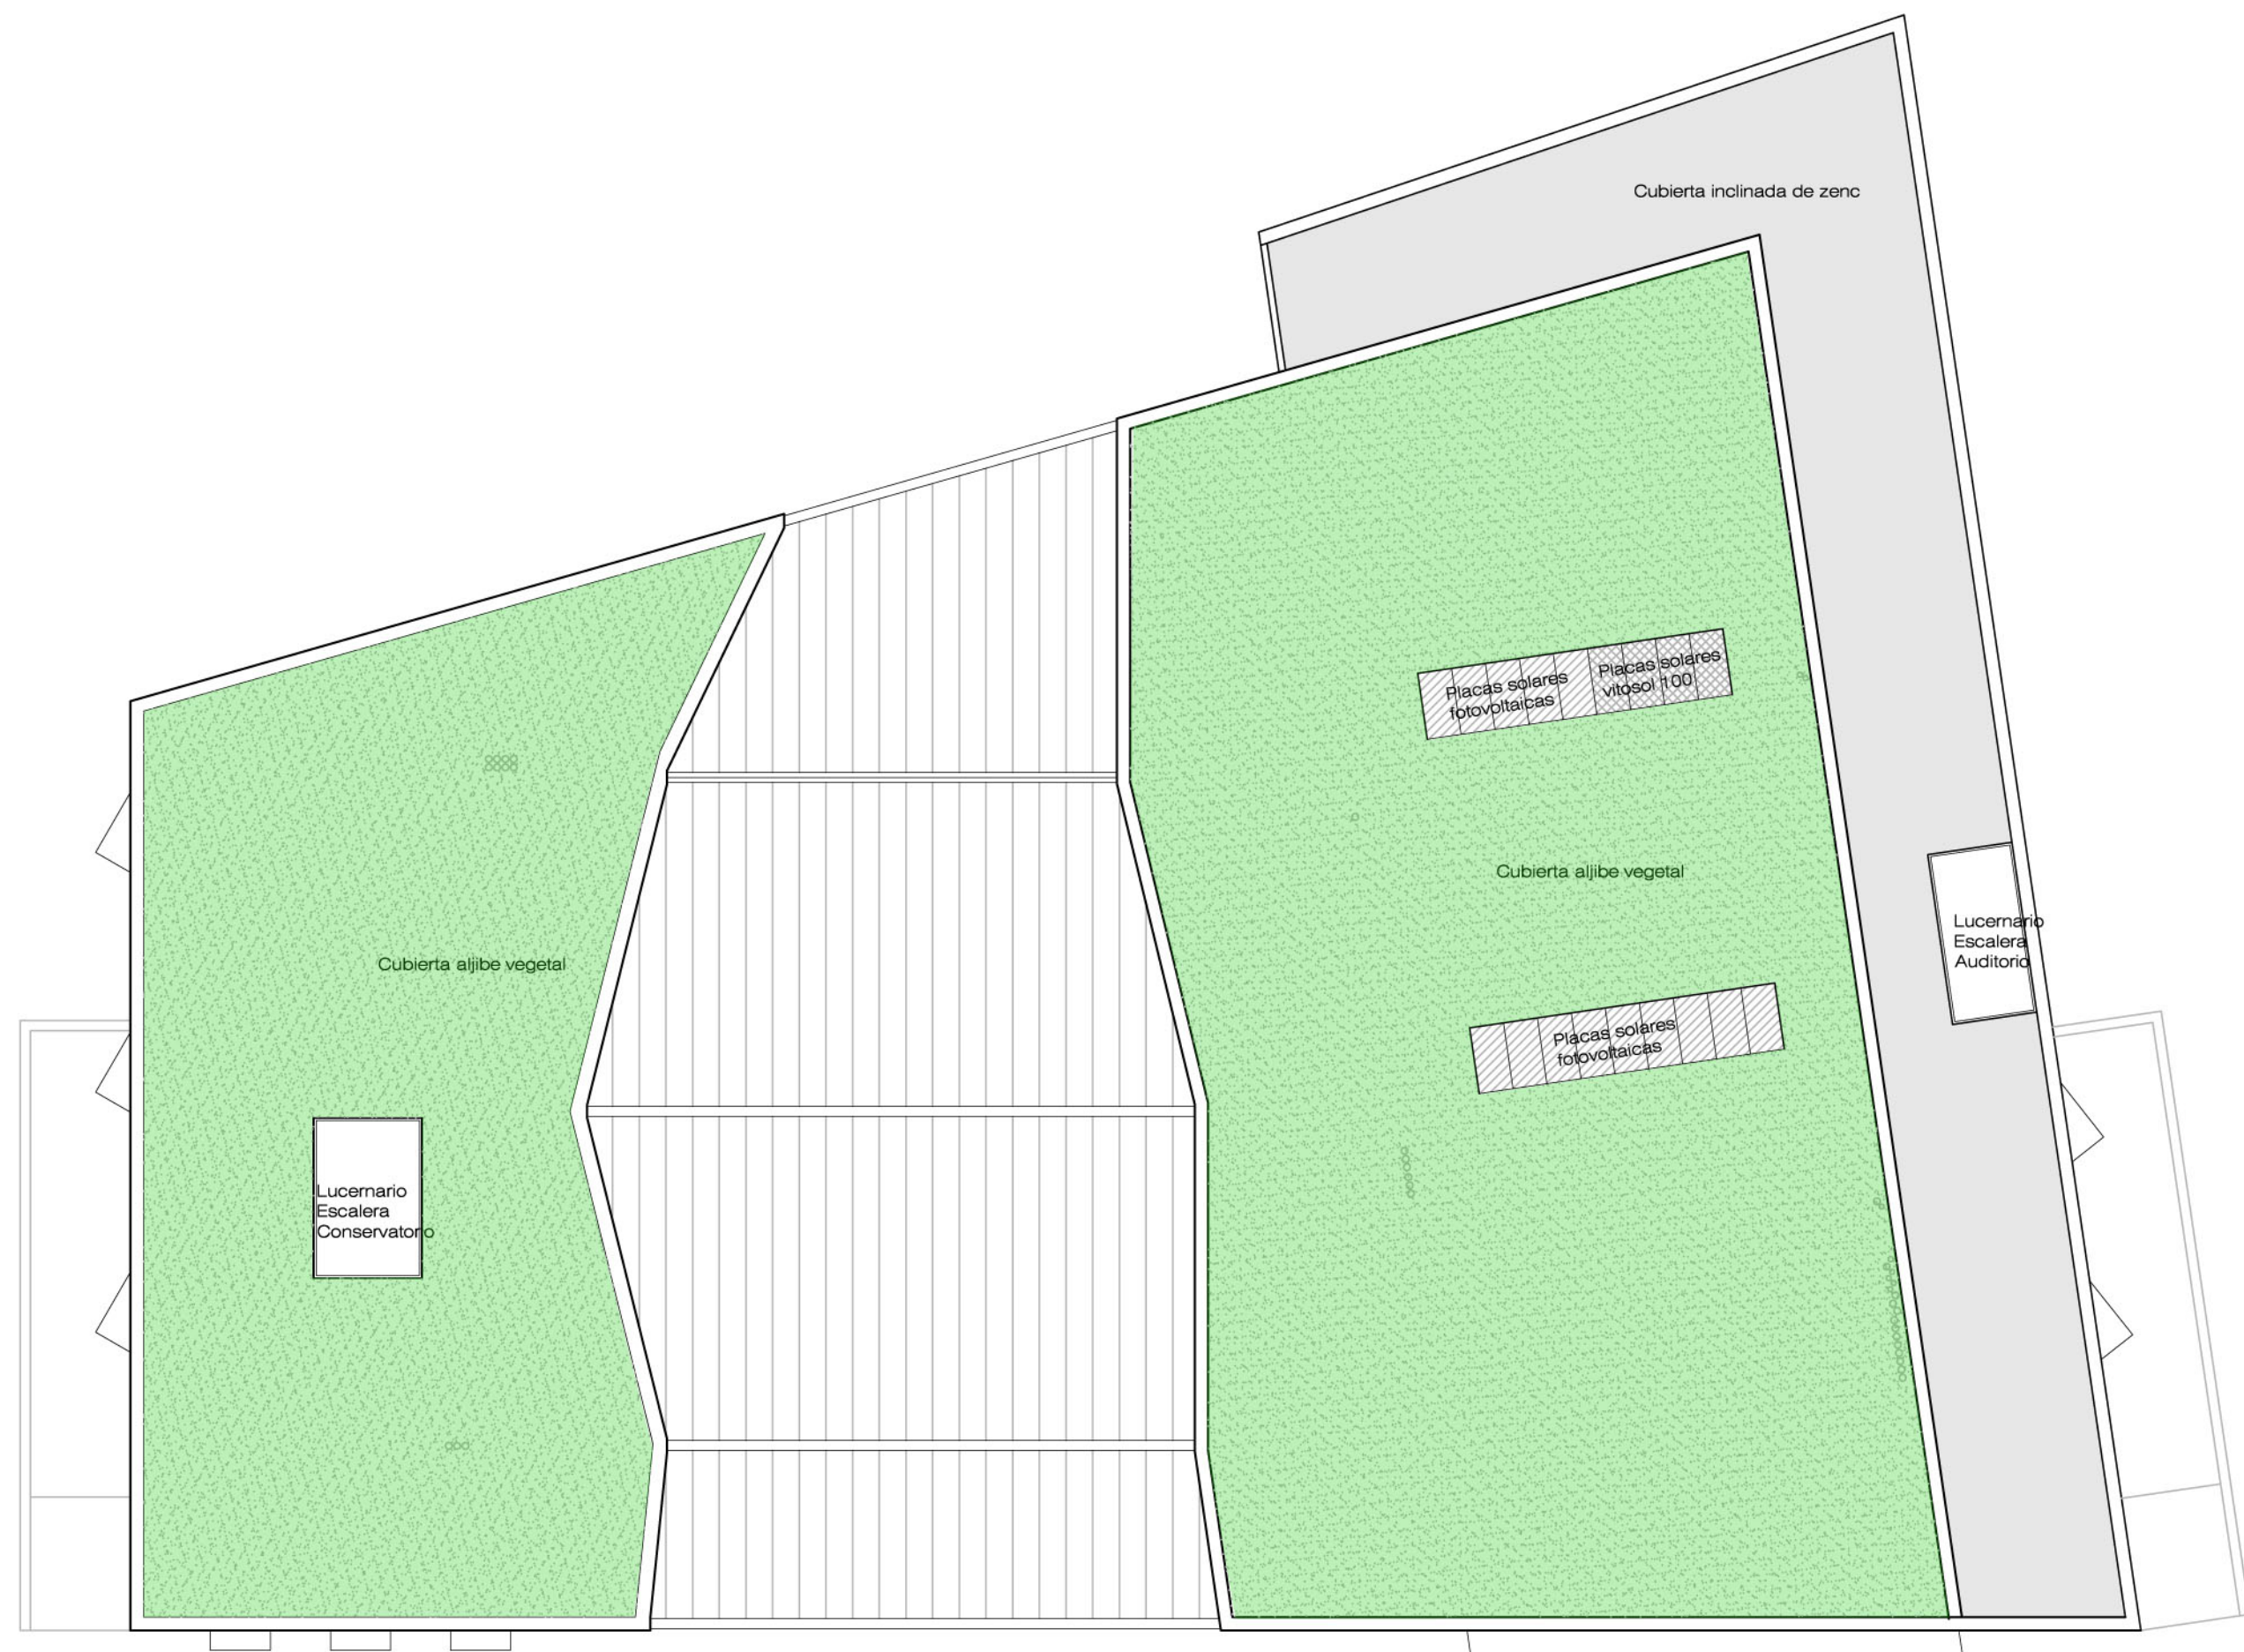 Cubierta inclinada de zenc
Placas solares
fotovoltaicas
Placas solares
vitosol 100
Cubierta aljibe vegetal
Lucernario
Escalera
Auditorio
Cubierta aljibe vegetal
Placas solares
fotovoltaicas
Lucernario
Escalera
Conservatorio